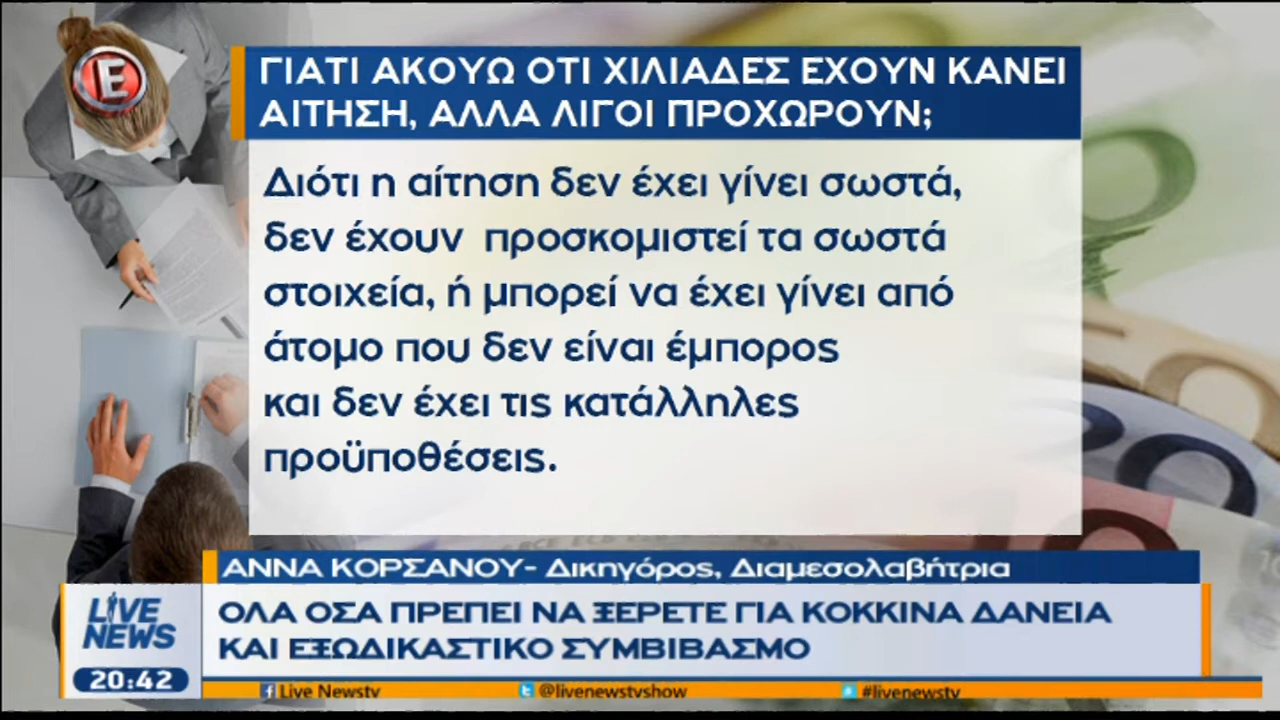 E
ΓΙΑΤΙ ΑΚΟΥΩ ΟΤΙ ΧΙΛΙΑΔΕΣ ΕΧΟΥΝ ΚΑΝΕΙ
ΑΙΤΗΣΗ, ΑΛΛΑ ΛΙΓΟΙ ΠΡΟΧΩΡΟΥΝ;
Διότι η αίτηση δεν έχει γίνει σωστά,
δεν έχουν προσκομιστεί τα σωστά
στοιχεία, ή μπορεί να έχει γίνει από
άτομο που δεν είναι έμπορος
και δεν έχει τις κατάλληλες
προϋποθέσεις.
ΑΝΝΑ ΚΟΡΣΑΝΟΥ- Δικηγόρος, Διαμεσολαβήτρια
LIVE
NEWS
ΟΛΑ ΟΣΑ ΠΡΕΠΕΙ ΝΑ ΞΕΡΕΤΕ ΓΙΑ ΚΟΚΚΙΝΑ ΔΑΝΕΙΑ
ΚΑΙ ΕΞΩΔΙΚΑΣΤΙΚΟ ΣΥΜΒΙΒΑΣΜΟ
20:42
Live Newstv
@livenewstvshow
#livenewstv